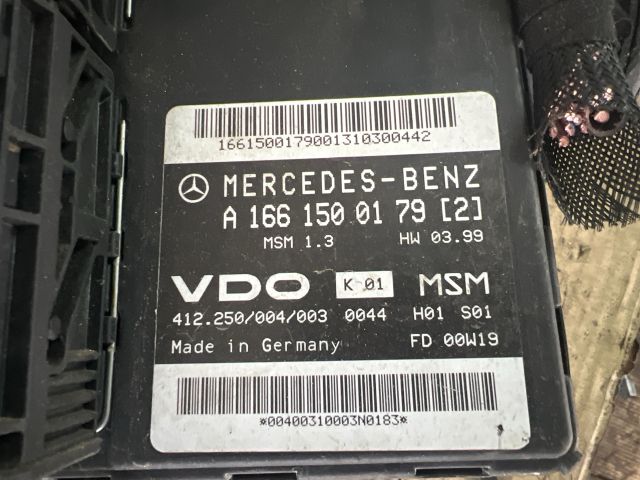 1661500179001310300442
MERCEDES-BENZ
A 166 150 01 79 [2]
MSM 1.3 HW 03.99
VDO K 01 MSM
412.250/004/003 0044 H01 S01
Made in Germany FD 00W19
*00400310003N0183*